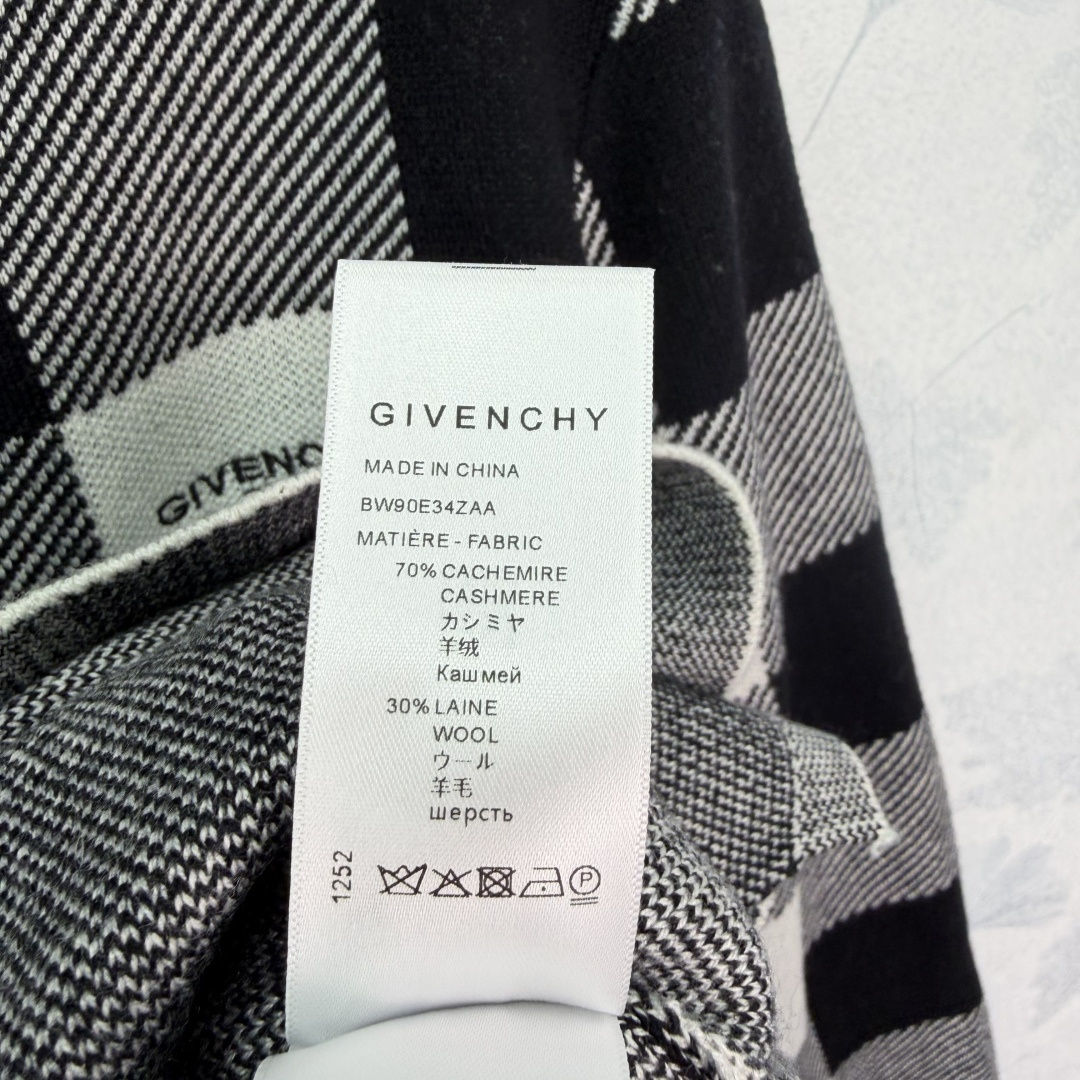 GIVENCHY
MADE IN CHINA
BW90E34ZAA
MATIÈRE - FABRIC
70% CACHEMIRE
CASHMERE
カシミヤ
羊绒
Кашмей
30% LAINE
WOOL
ウール
羊毛
шерсть
1252
P
GIVENC